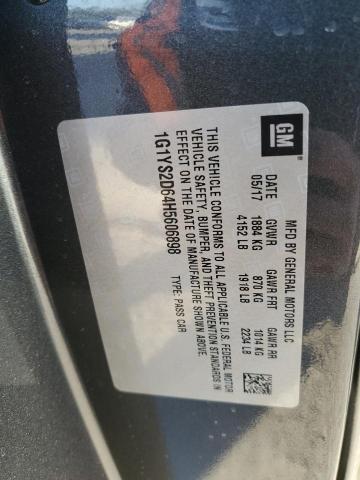 GM
MFD BY GENERAL MOTORS LLC
DATE GVWR GAWR FRT GAWR RR
05/17 1884 KG 870 KG 1014 KG
4152 LB 1918 LB 2234 LB
THIS VEHICLE CONFORMS TO ALL APPLICABLE U.S. FEDERAL MOTOR
VEHICLE SAFETY, BUMPER, AND THEFT PREVENTION STANDARDS IN
EFFECT ON THE DATE OF MANUFACTURE SHOWN ABOVE.
1G1YS2D64H5606898 TYPE: PASS CAR